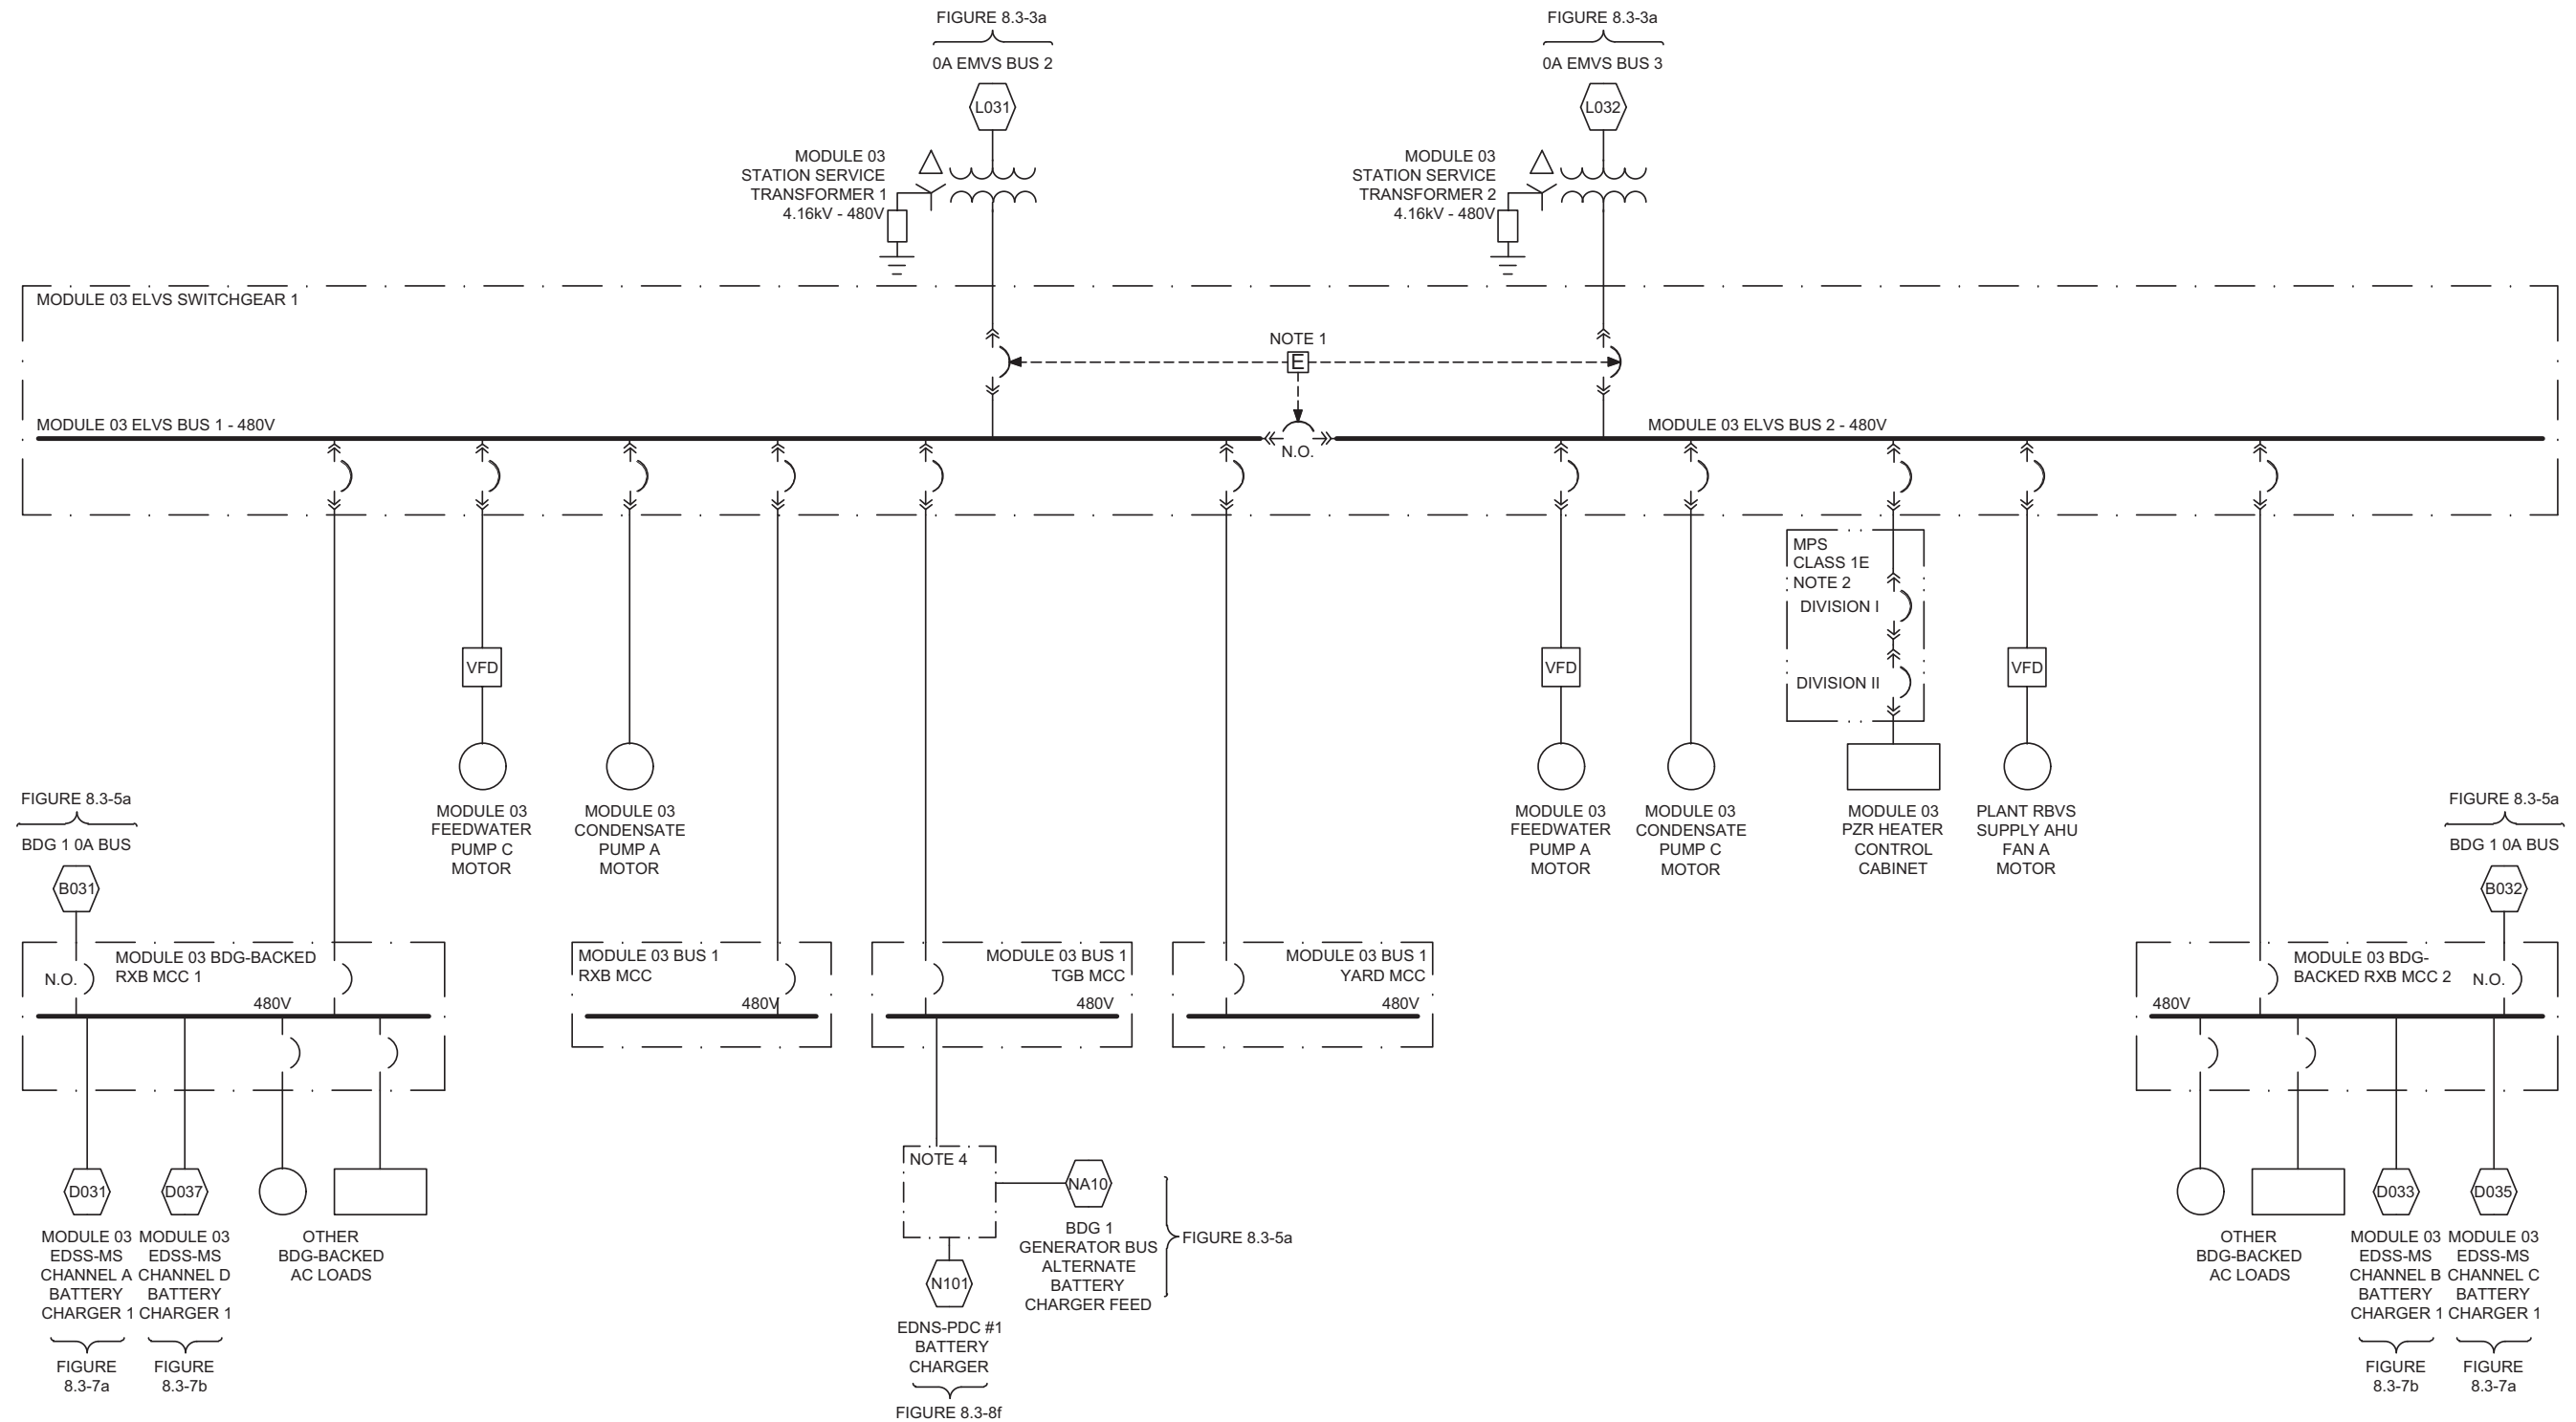 FIGURE 8.3-3a
0A EMVS BUS 2
L031
MODULE 03
STATION SERVICE
TRANSFORMER 1
4.16kV - 480V
FIGURE 8.3-3a
0A EMVS BUS 3
L032
MODULE 03
STATION SERVICE
TRANSFORMER 2
4.16kV - 480V
MODULE 03 ELVS SWITCHGEAR 1
NOTE 1
E
MODULE 03 ELVS BUS 1 - 480V
N.O.
MODULE 03 ELVS BUS 2 - 480V
MPS
CLASS 1E
NOTE 2
DIVISION I
DIVISION II
VFD
MODULE 03
FEEDWATER
PUMP C
MOTOR
MODULE 03
CONDENSATE
PUMP A
MOTOR
VFD
MODULE 03
FEEDWATER
PUMP A
MOTOR
MODULE 03
CONDENSATE
PUMP C
MOTOR
MODULE 03
PZR HEATER
CONTROL
CABINET
VFD
PLANT RBVS
SUPPLY AHU
FAN A
MOTOR
FIGURE 8.3-5a
BDG 1 0A BUS
B031
N.O.
MODULE 03 BDG-BACKED
RXB MCC 1
480V
MODULE 03 BUS 1
RXB MCC
480V
MODULE 03 BUS 1
TGB MCC
480V
MODULE 03 BUS 1
YARD MCC
480V
FIGURE 8.3-5a
BDG 1 0A BUS
B032
MODULE 03 BDG-
BACKED RXB MCC 2
N.O.
480V
D031
MODULE 03
EDSS-MS
CHANNEL A
BATTERY
CHARGER 1
FIGURE
8.3-7a
D037
MODULE 03
EDSS-MS
CHANNEL D
BATTERY
CHARGER 1
FIGURE
8.3-7b
OTHER
BDG-BACKED
AC LOADS
NOTE 4
NA10
BDG 1
GENERATOR BUS
ALTERNATE
BATTERY
CHARGER FEED
FIGURE 8.3-5a
N101
EDNS-PDC #1
BATTERY
CHARGER
FIGURE 8.3-8f
OTHER
BDG-BACKED
AC LOADS
D033
MODULE 03
EDSS-MS
CHANNEL B
BATTERY
CHARGER 1
FIGURE
8.3-7b
D035
MODULE 03
EDSS-MS
CHANNEL C
BATTERY
CHARGER 1
FIGURE
8.3-7a